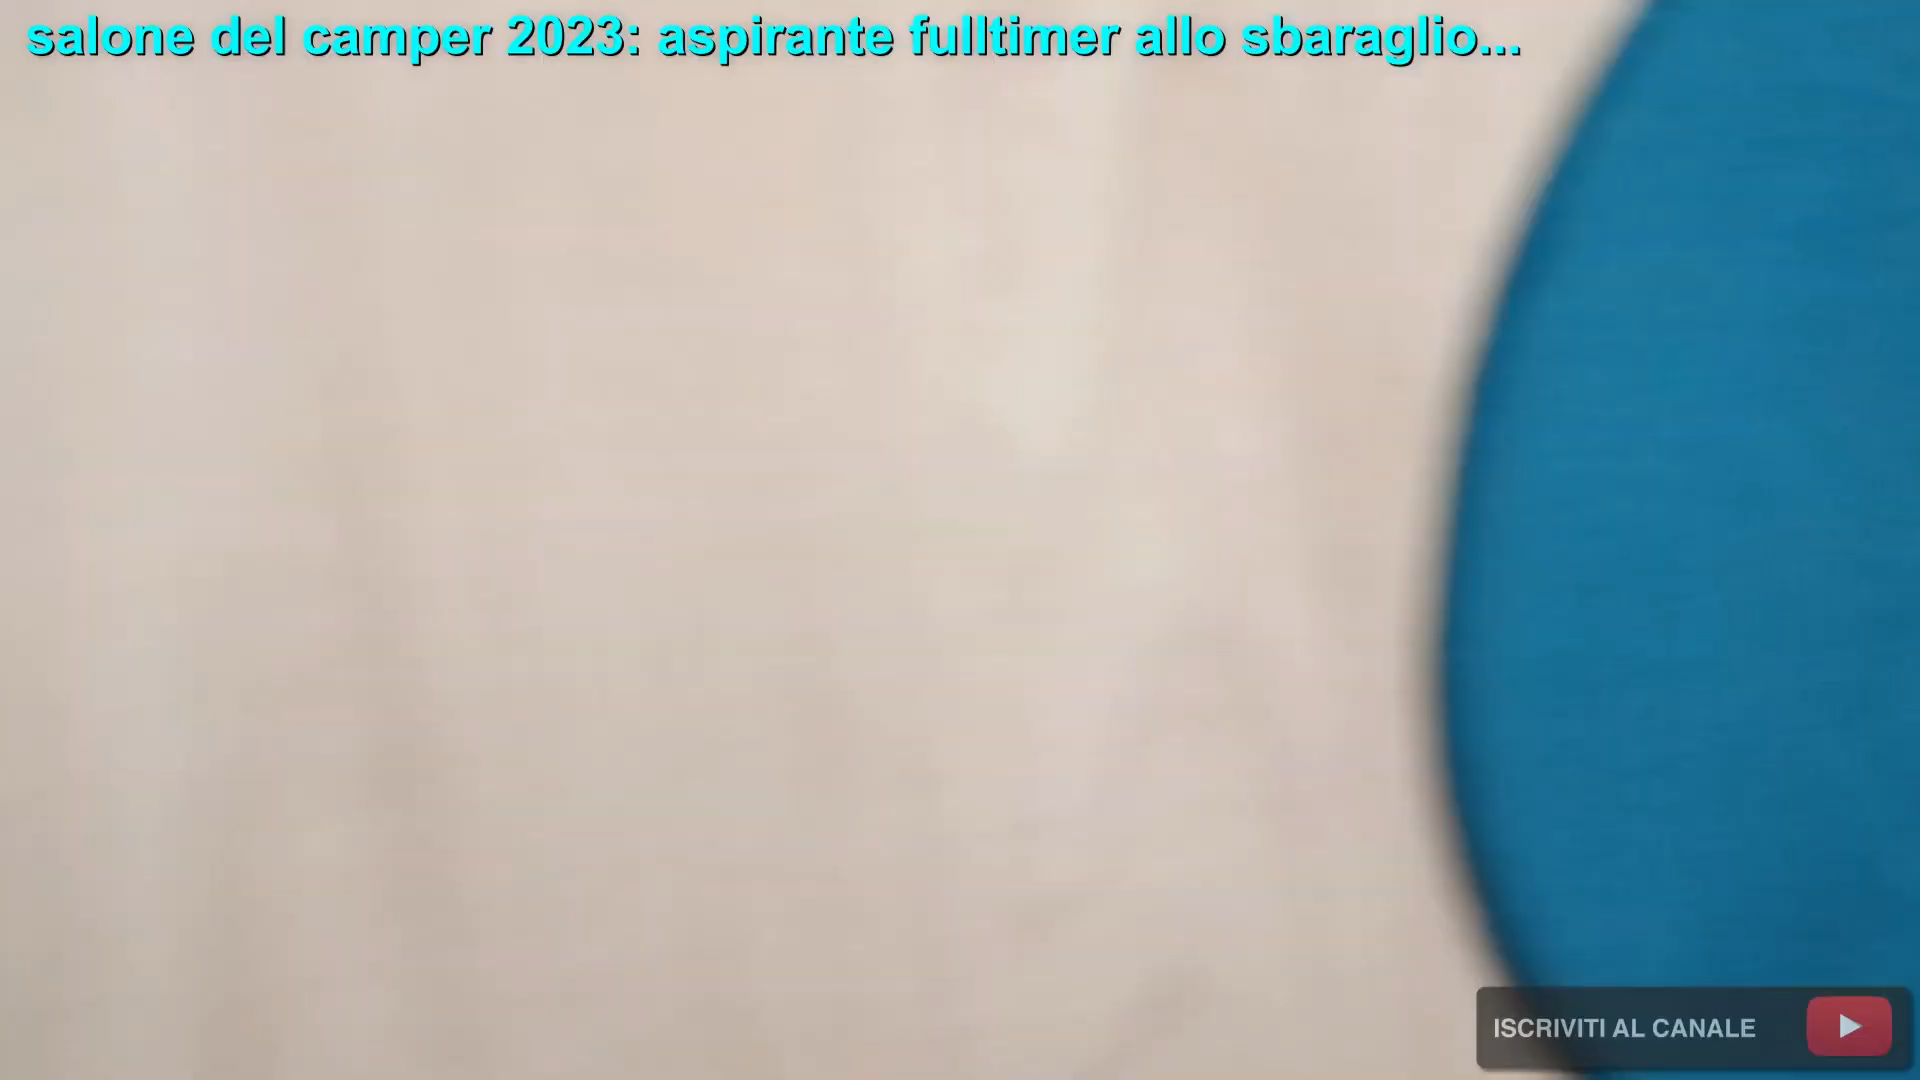 salone del camper 2023: aspirante fulltimer allo sbaraglio...
ISCRIVITI AL CANALE